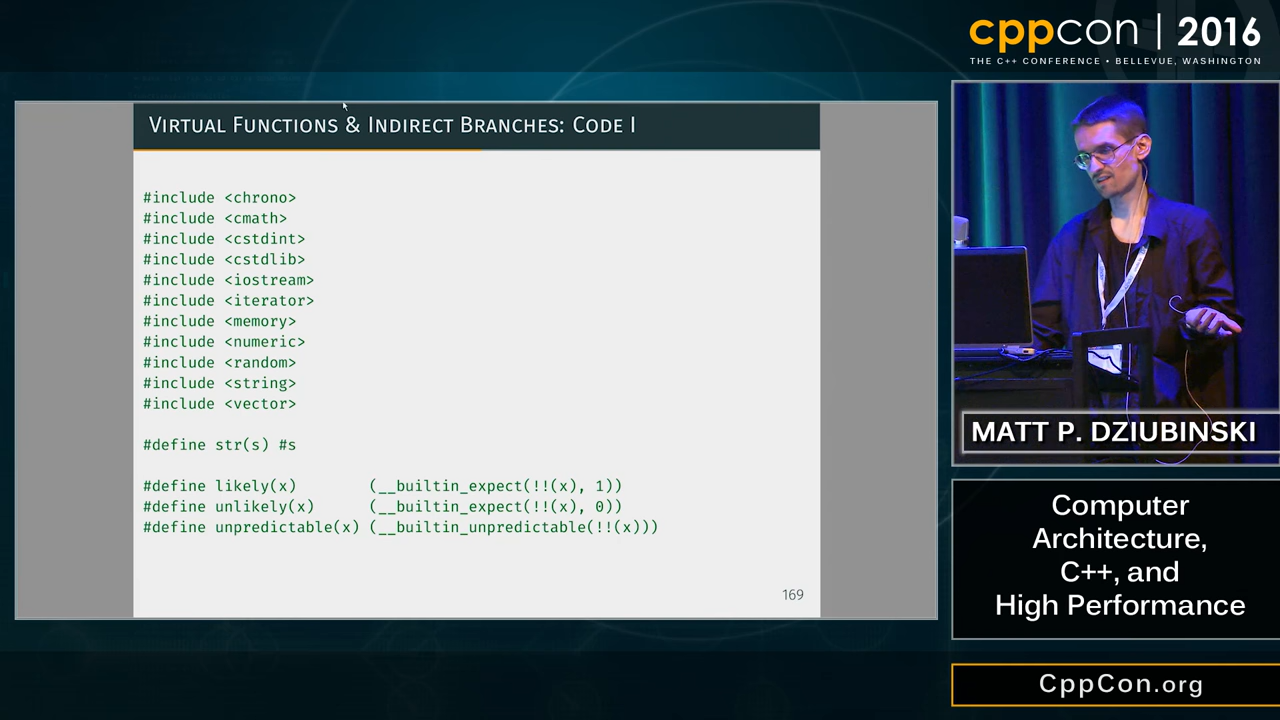 cppcon | 2016
THE C++ CONFERENCE • BELLEVUE, WASHINGTON
VIRTUAL FUNCTIONS & INDIRECT BRANCHES: CODE I
#include <chrono>
#include <cmath>
#include <cstdint>
#include <cstdlib>
#include <iostream>
#include <iterator>
#include <memory>
#include <numeric>
#include <random>
#include <string>
#include <vector>
#define str(s) #s
#define likely(x) (__builtin_expect(!!(x), 1))
#define unlikely(x) (__builtin_expect(!!(x), 0))
#define unpredictable(x) (__builtin_unpredictable(!!(x)))
169
MATT P. DZIUBINSKI
Computer
Architecture,
C++, and
High Performance
CppCon.org